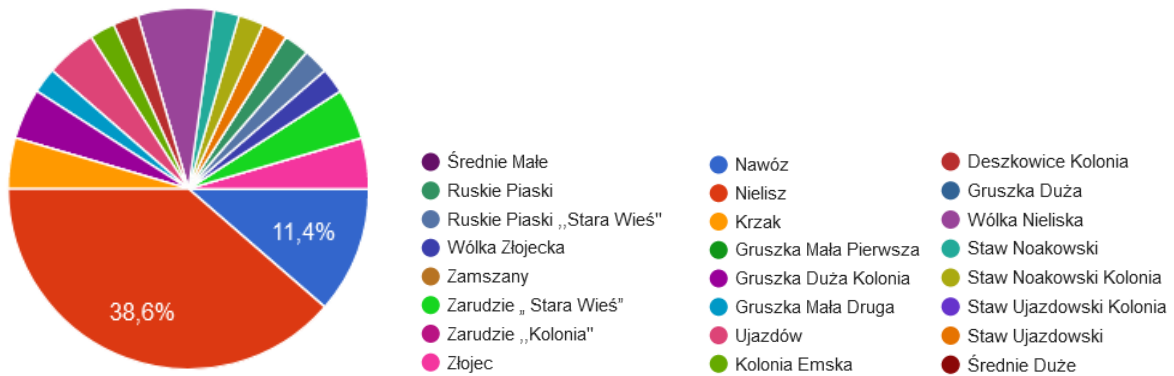 11,4%
38,6%
Średnie Małe
Ruskie Piaski
Ruskie Piaski ,,Stara Wieś"
Wólka Złojecka
Zamszany
Zarudzie „ Stara Wieś”
Zarudzie ,,Kolonia"
Złojec
Nawóz
Nielisz
Krzak
Gruszka Mała Pierwsza
Gruszka Duża Kolonia
Gruszka Mała Druga
Ujazdów
Kolonia Emska
Deszkowice Kolonia
Gruszka Duża
Wólka Nieliska
Staw Noakowski
Staw Noakowski Kolonia
Staw Ujazdowski Kolonia
Staw Ujazdowski
Średnie Duże